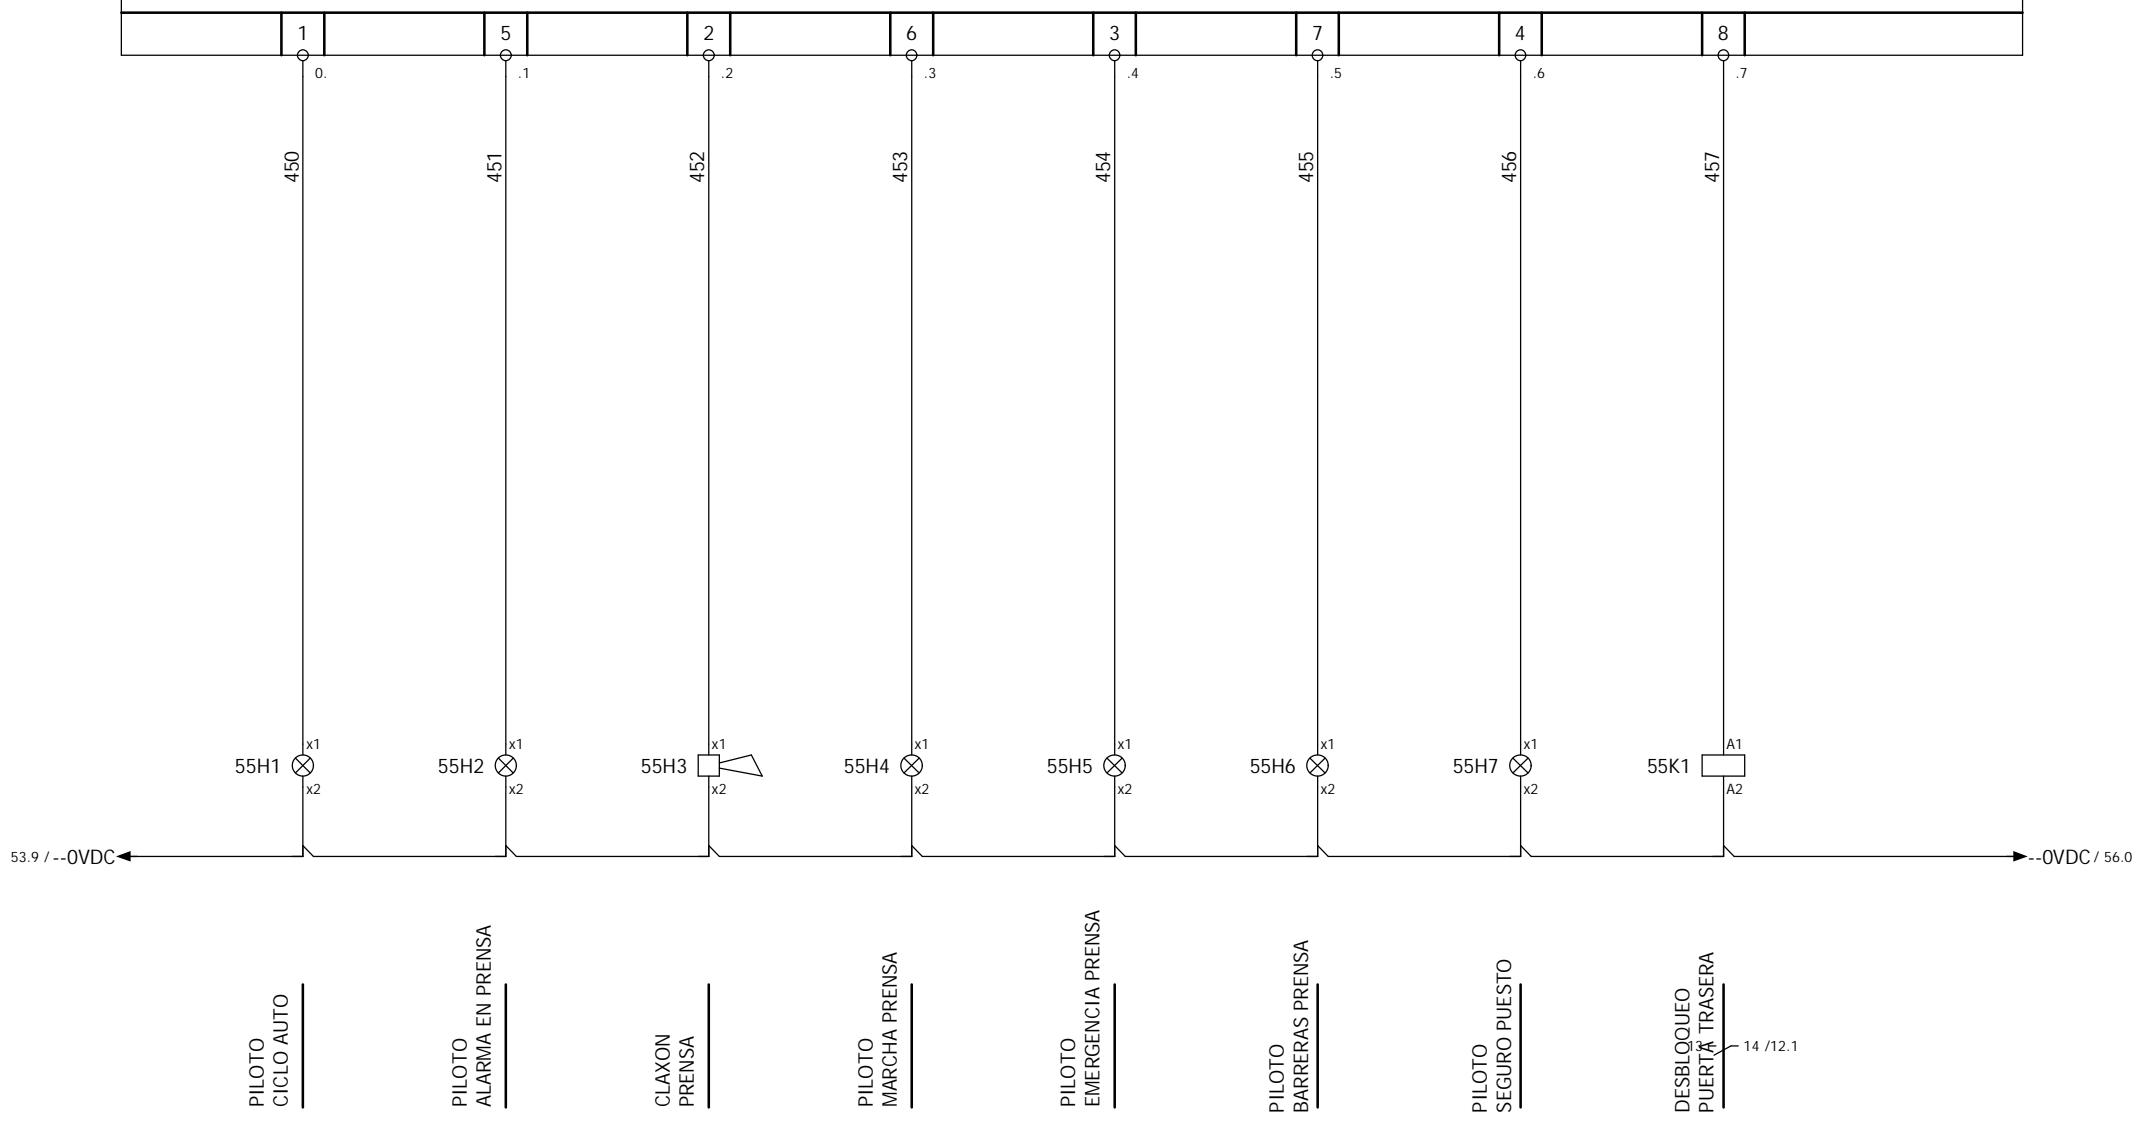 1 5 2 6 3 7 4 8
0. .1 .2 .3 .4 .5 .6 .7
450 451 452 453 454 455 456 457
x1 x1 x1 x1 x1 x1 x1 A1
55H1 55H2 55H3 55H4 55H5 55H6 55H7 55K1
x2 x2 x2 x2 x2 x2 x2 A2
53.9 / --0VDC --0VDC / 56.0
PILOTO
CICLO AUTO
PILOTO
ALARMA EN PRENSA
CLAXON
PRENSA
PILOTO
MARCHA PRENSA
PILOTO
EMERGENCIA PRENSA
PILOTO
BARRERAS PRENSA
PILOTO
SEGURO PUESTO
DESBLOQUEO
PUERTA TRASERA
13 14 /12.1